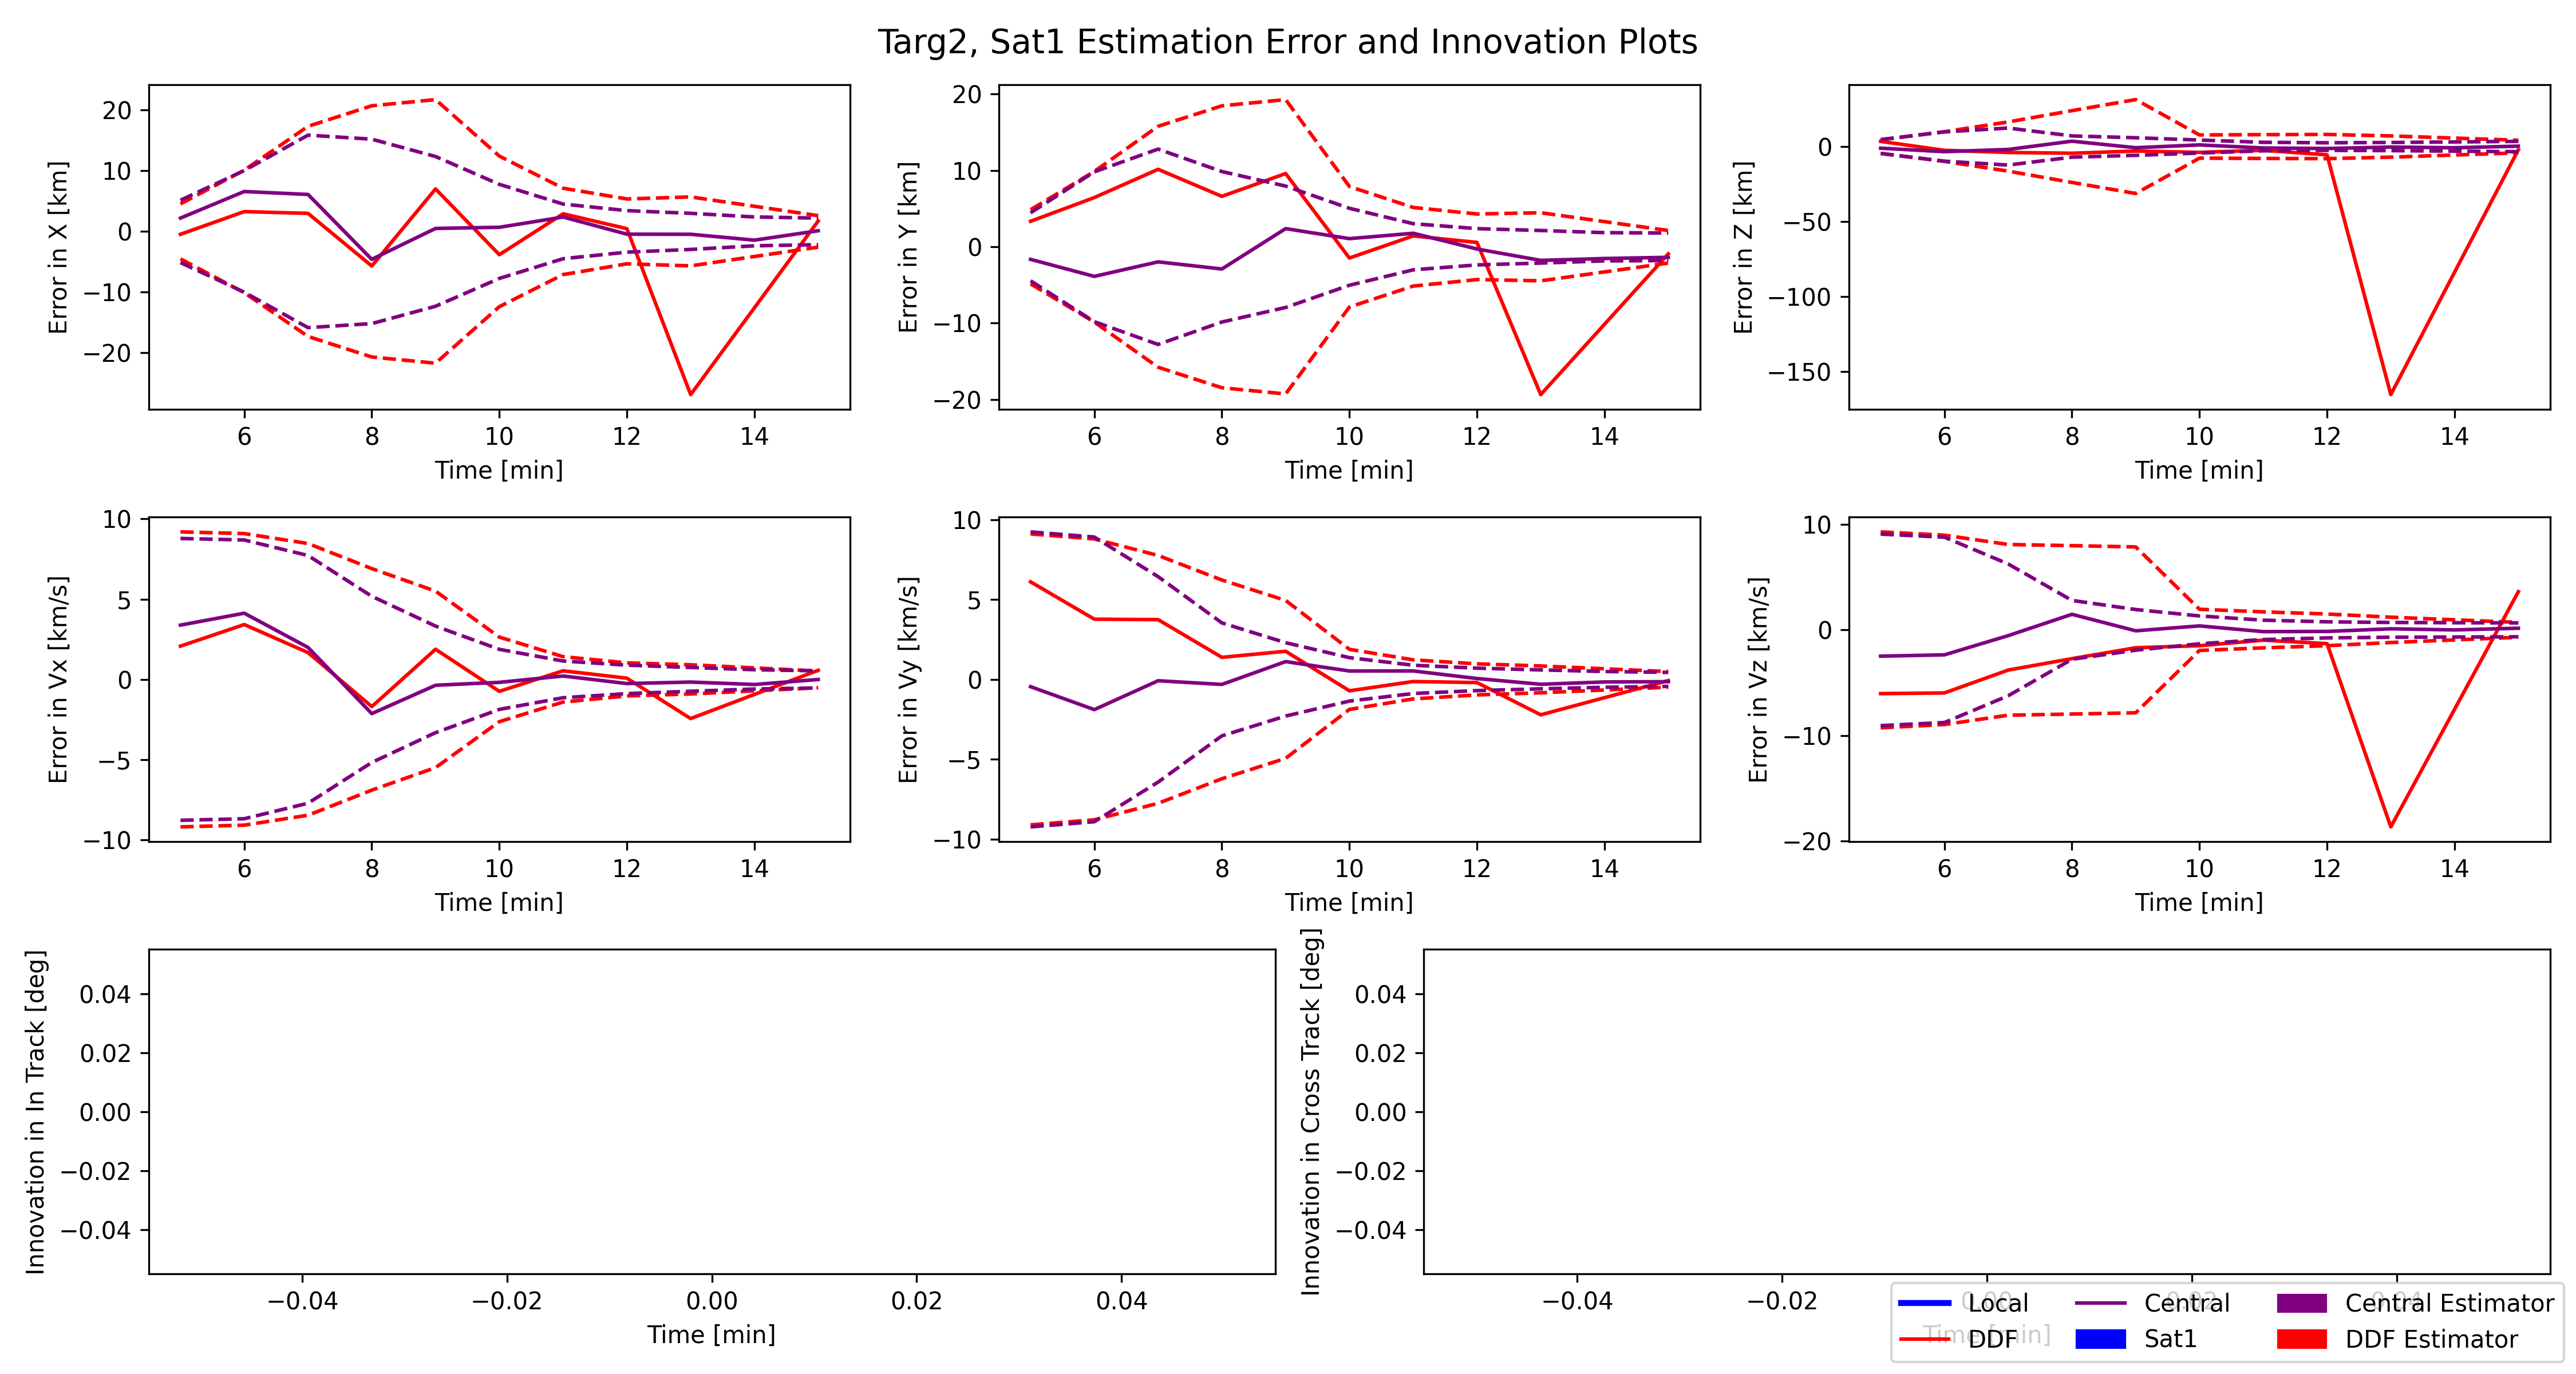 Targ2, Sat1 Estimation Error and Innovation Plots
Error in X [km]
20
10
0
−10
−20
6 8 10 12 14
Time [min]
Error in Y [km]
20
10
0
−10
−20
6 8 10 12 14
Time [min]
Error in Z [km]
0
−50
−100
−150
6 8 10 12 14
Time [min]
Error in Vx [km/s]
10
5
0
−5
−10
6 8 10 12 14
Time [min]
Error in Vy [km/s]
10
5
0
−5
−10
6 8 10 12 14
Time [min]
Error in Vz [km/s]
10
0
−10
−20
6 8 10 12 14
Time [min]
Innovation in In Track [deg]
0.04
0.02
0.00
−0.02
−0.04
−0.04 −0.02 0.00 0.02 0.04
Time [min]
Innovation in Cross Track [deg]
0.04
0.02
0.00
−0.02
−0.04
−0.04 −0.02 0.00 0.02 0.04
Time [min]
Local Central Central Estimator
DDF Sat1 DDF Estimator